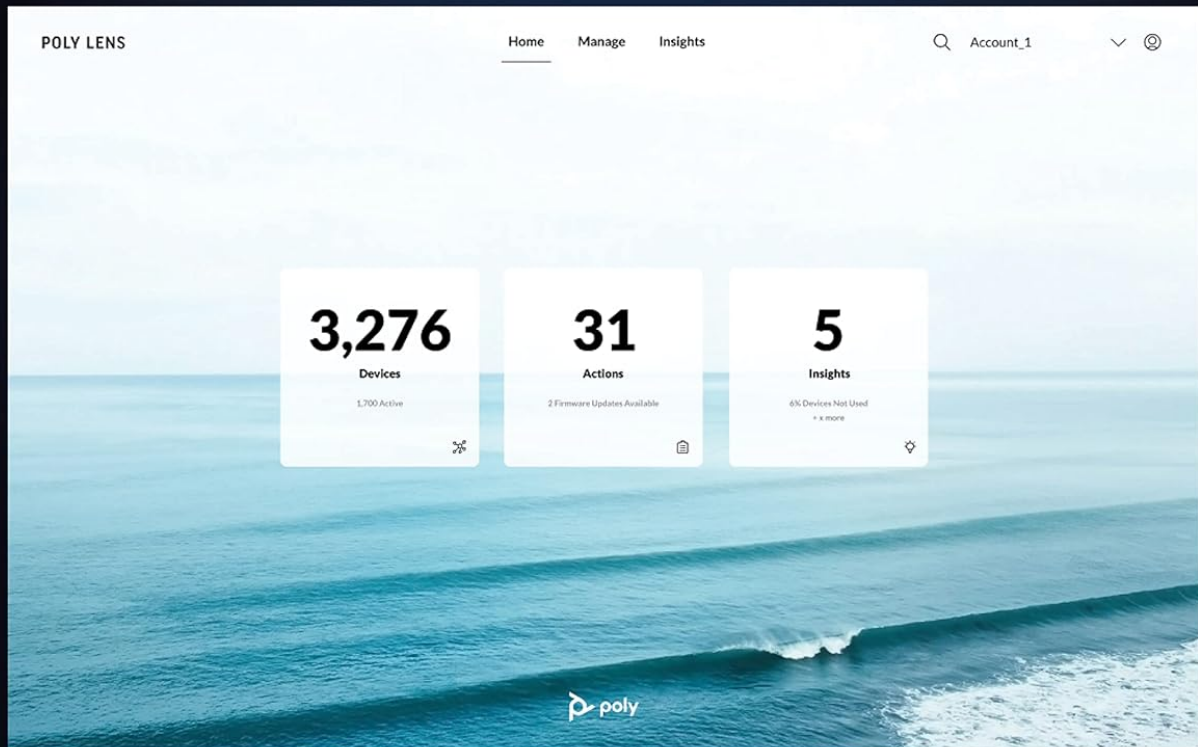 POLY LENS
Home
Manage
Insights
Account_1
3,276
Devices
1,700 Active
31
Actions
2 Firmware Updates Available
5
Insights
6% Devices Not Used
+ x more
poly